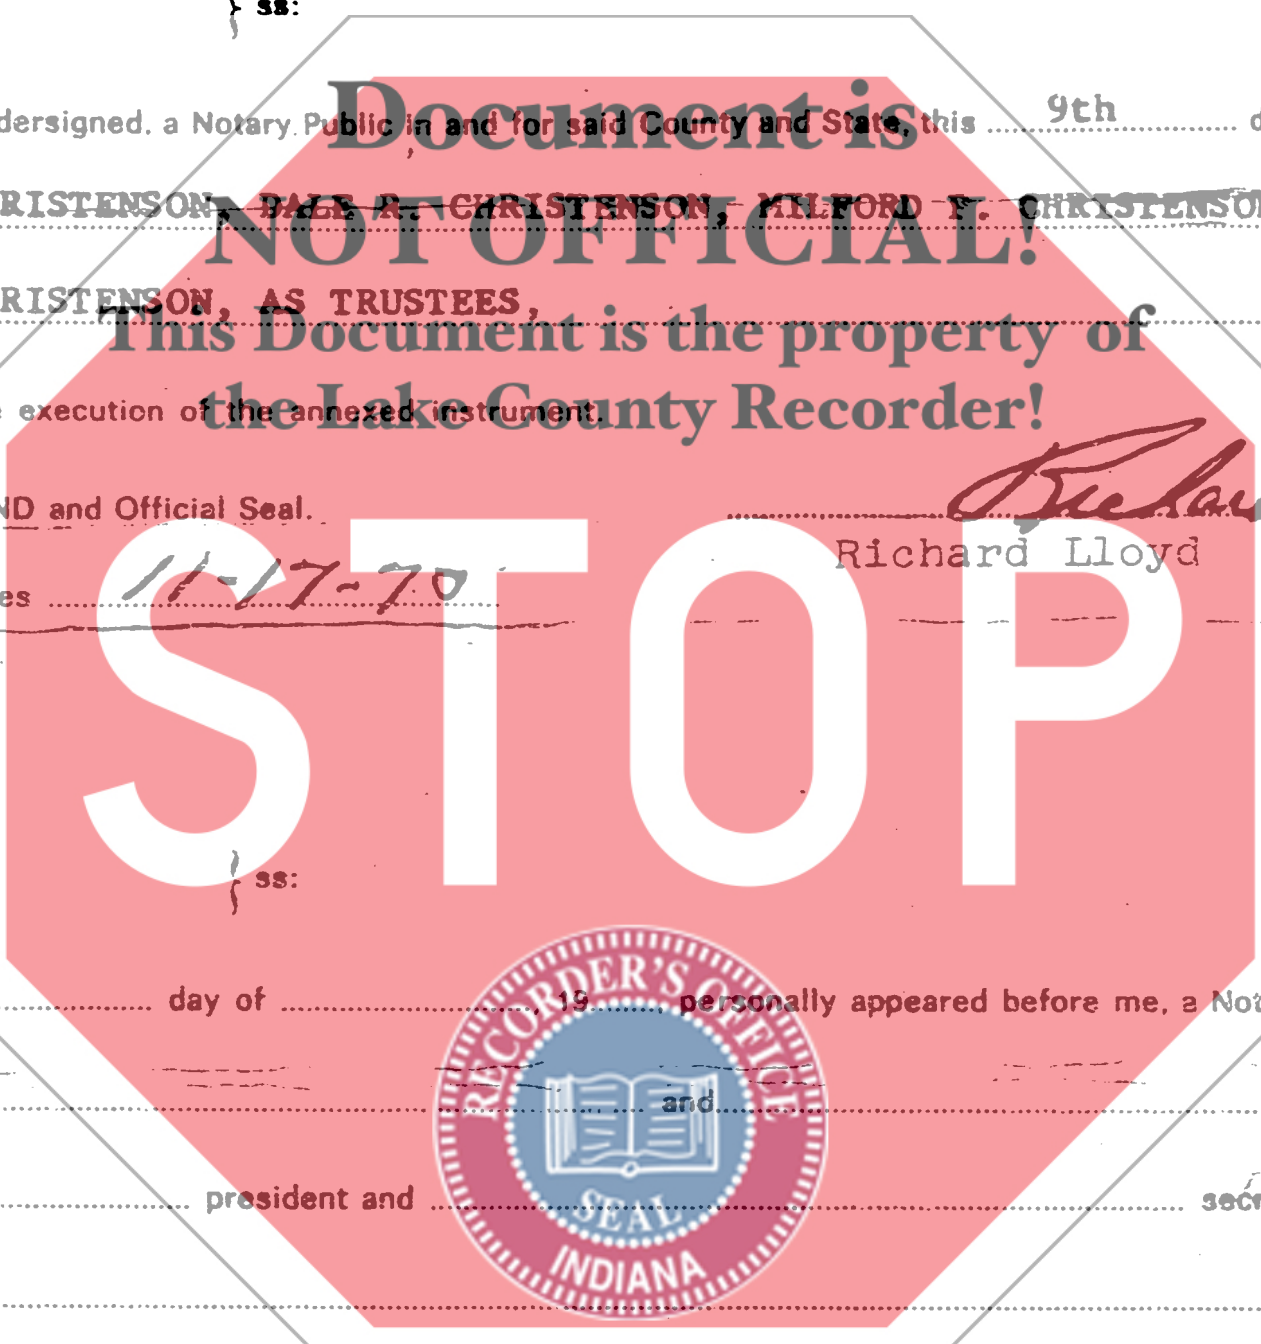 ss:
Document is
dersigned, a Notary Public in and for said County and State, this 9th d
NOT OFFICIAL!
RISTENSON, DALE R. CHRISTENSON, MILFORD F. CHRISTENSON
RISTENSON, AS TRUSTEES,
This Document is the property of
the Lake County Recorder!
e execution of the annexed instrument.
ND and Official Seal.
Richar
Richard Lloyd
es 11-17-70
STOP
ss:
day of , 19 , personally appeared before me, a Not
and
president and secr
RECORDER'S OFFICE
SEAL
INDIANA